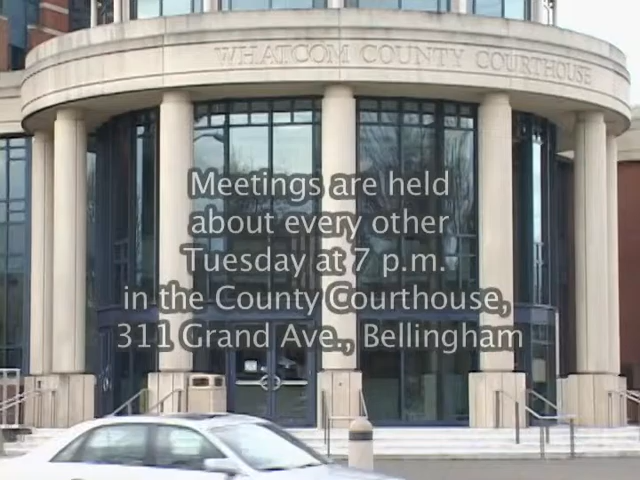 WHATCOM COUNTY COURTHOUSE
Meetings are held
about every other
Tuesday at 7 p.m.
in the County Courthouse,
311 Grand Ave., Bellingham